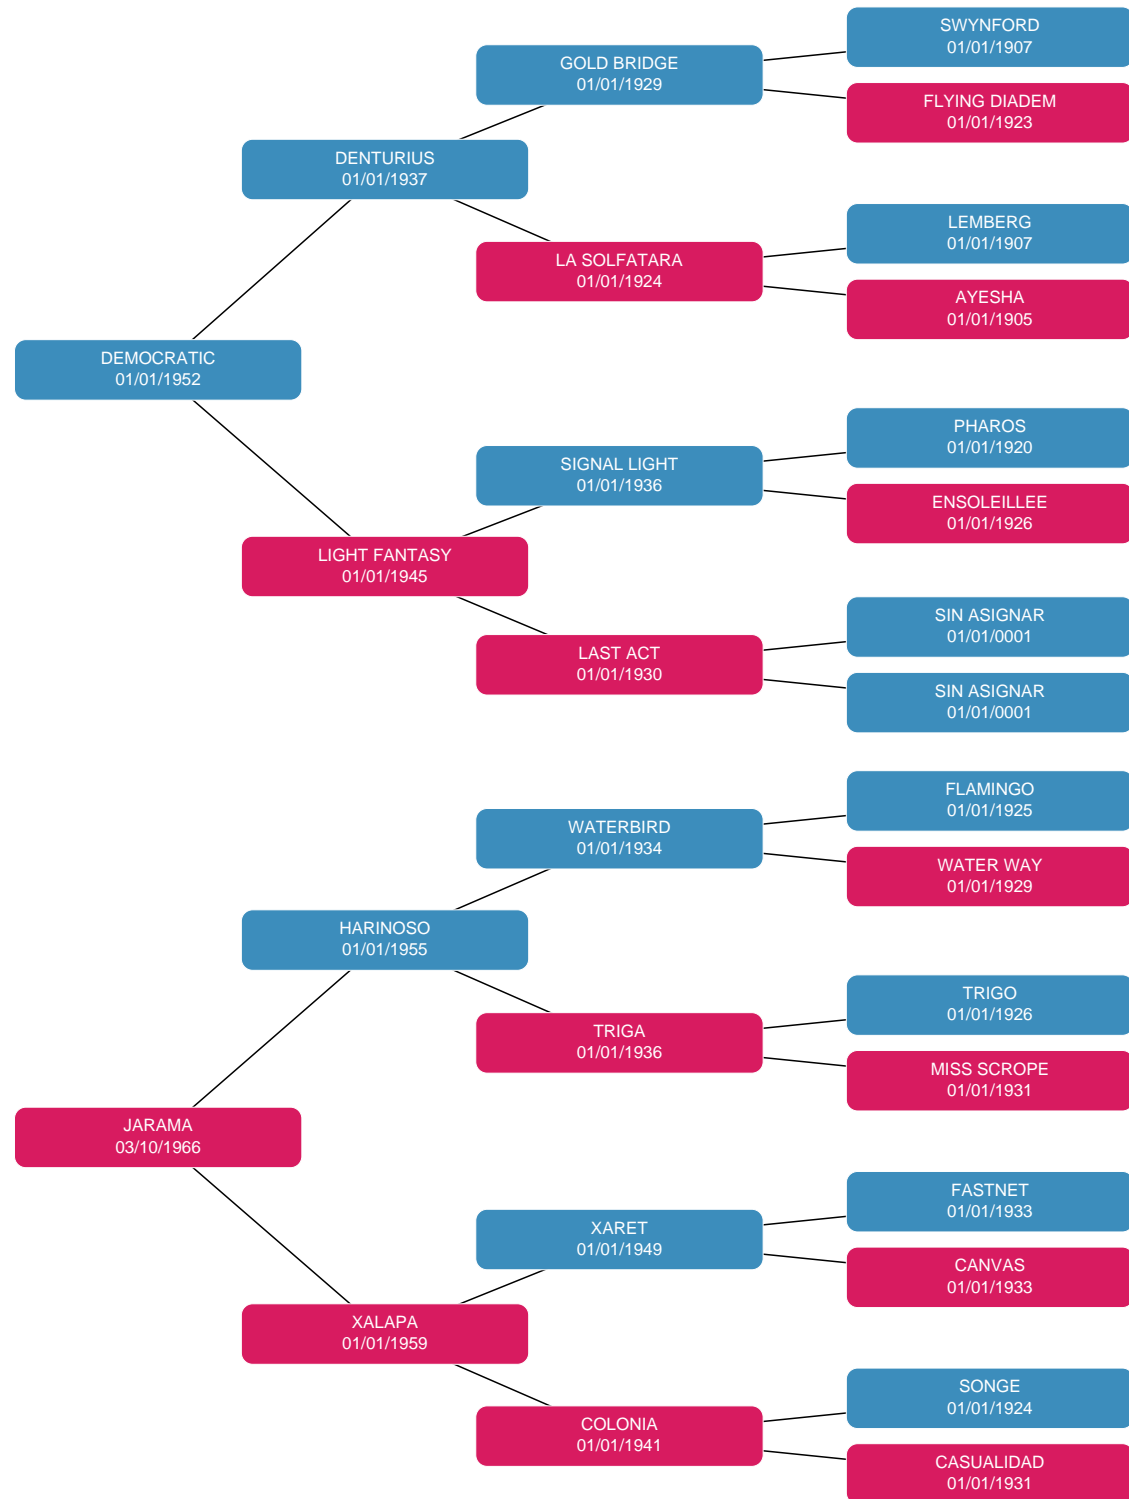 SWYNFORD
01/01/1907
GOLD BRIDGE
01/01/1929
FLYING DIADEM
01/01/1923
DENTURIUS
01/01/1937
LEMBERG
01/01/1907
LA SOLFATARA
01/01/1924
AYESHA
01/01/1905
DEMOCRATIC
01/01/1952
PHAROS
01/01/1920
SIGNAL LIGHT
01/01/1936
ENSOLEILLEE
01/01/1926
LIGHT FANTASY
01/01/1945
SIN ASIGNAR
01/01/0001
LAST ACT
01/01/1930
SIN ASIGNAR
01/01/0001
FLAMINGO
01/01/1925
WATERBIRD
01/01/1934
WATER WAY
01/01/1929
HARINOSO
01/01/1955
TRIGO
01/01/1926
TRIGA
01/01/1936
MISS SCROPE
01/01/1931
JARAMA
03/10/1966
FASTNET
01/01/1933
XARET
01/01/1949
CANVAS
01/01/1933
XALAPA
01/01/1959
SONGE
01/01/1924
COLONIA
01/01/1941
CASUALIDAD
01/01/1931